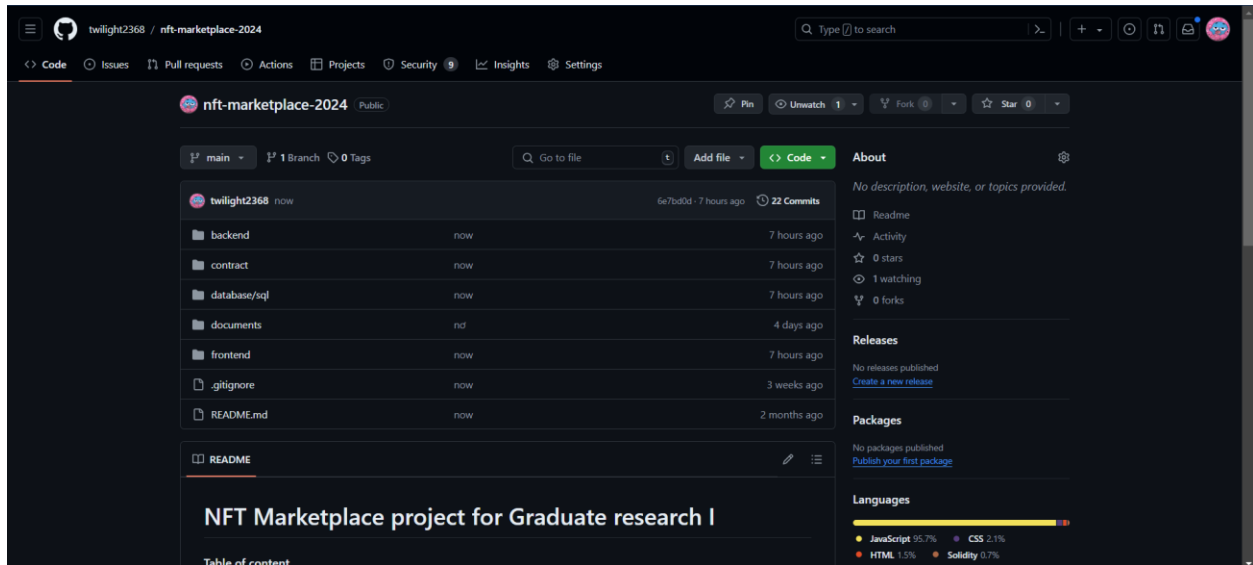 twilight2368 / nft-marketplace-2024
Type / to search
Code Issues Pull requests Actions Projects Security 9 Insights Settings
nft-marketplace-2024 Public
Pin Unwatch 1 Fork 0 Star 0
main 1 Branch 0 Tags Go to file t Add file Code
twilight2368 now 6e7bd0d · 7 hours ago 22 Commits
backend now 7 hours ago
contract now 7 hours ago
database/sql now 7 hours ago
documents nơ 4 days ago
frontend now 7 hours ago
.gitignore now 3 weeks ago
README.md now 2 months ago
README
NFT Marketplace project for Graduate research I
Table of content
About
No description, website, or topics provided.
Readme
Activity
0 stars
1 watching
0 forks
Releases
No releases published
Create a new release
Packages
No packages published
Publish your first package
Languages
JavaScript 95.7% CSS 2.1%
HTML 1.5% Solidity 0.7%